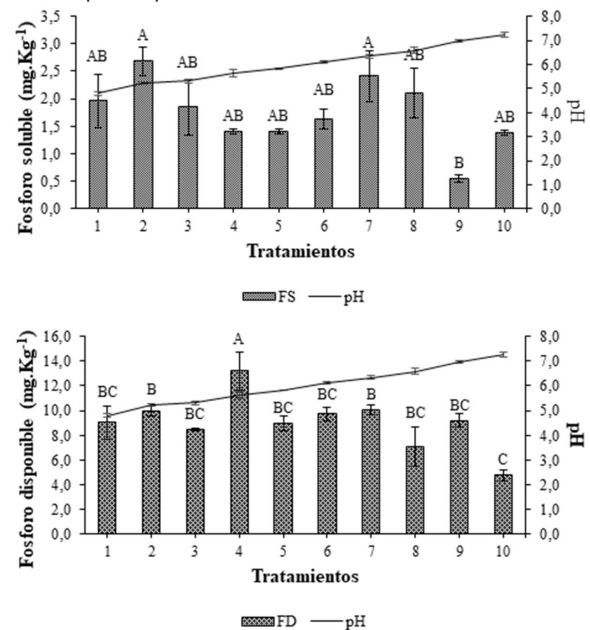 Fosforo soluble (mg.Kg-1)
3,5
3,0
2,5
2,0
1,5
1,0
0,5
0,0
AB A AB AB AB AB A AB B AB
8,0
7,0
6,0
5,0
4,0
3,0
2,0
1,0
0,0
pH
1 2 3 4 5 6 7 8 9 10
Tratamientos
FS pH
Fosforo disponible (mg.Kg-1)
16,0
14,0
12,0
10,0
8,0
6,0
4,0
2,0
0,0
BC B BC A BC BC B BC BC C
8,0
7,0
6,0
5,0
4,0
3,0
2,0
1,0
0,0
pH
1 2 3 4 5 6 7 8 9 10
Tratamientos
FD pH